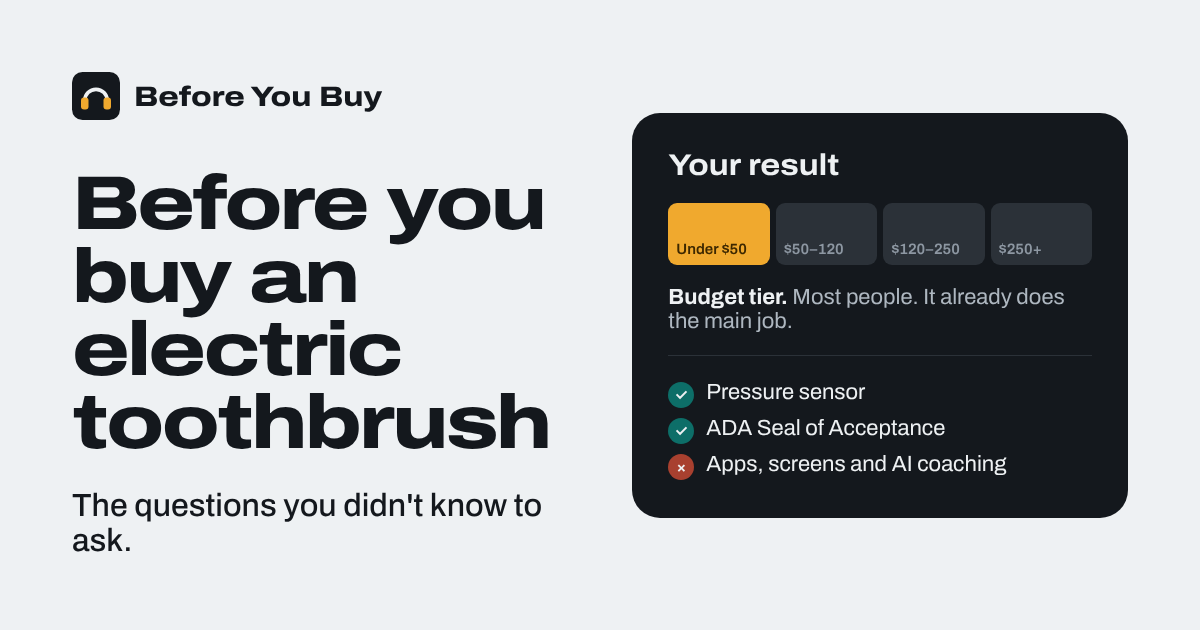 Before You Buy
Before you
buy an
electric
toothbrush
The questions you didn't know to
ask.
Your result
Under $50
$50–120
$120–250
$250+
Budget tier. Most people. It already does
the main job.
Pressure sensor
ADA Seal of Acceptance
Apps, screens and AI coaching